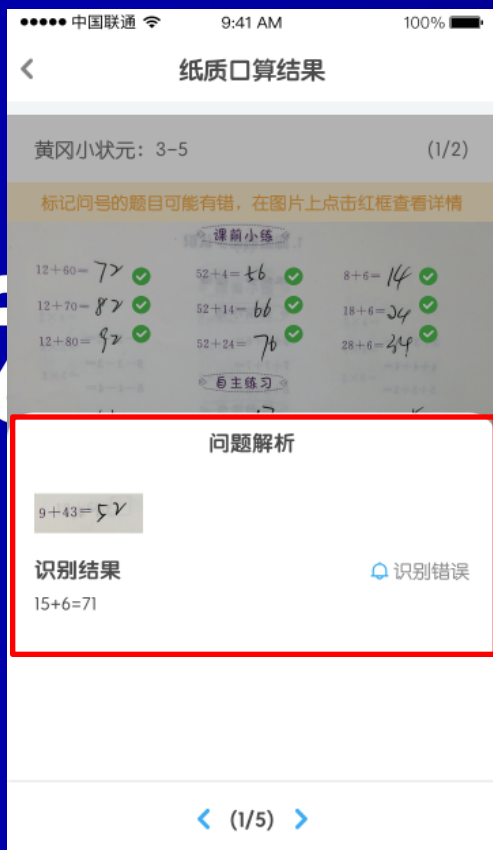 中国联通 9:41 AM 100%
纸质口算结果
黄冈小状元：3-5 (1/2)
标记问号的题目可能有错，在图片上点击红框查看详情
课前小练
12+60= 72 52+4= 56 8+6= 14
12+70= 82 52+14= 66 18+6= 24
12+80= 92 52+24= 76 28+6= 34
自主练习
问题解析
9+43= 52
识别结果 识别错误
15+6=71
(1/5)